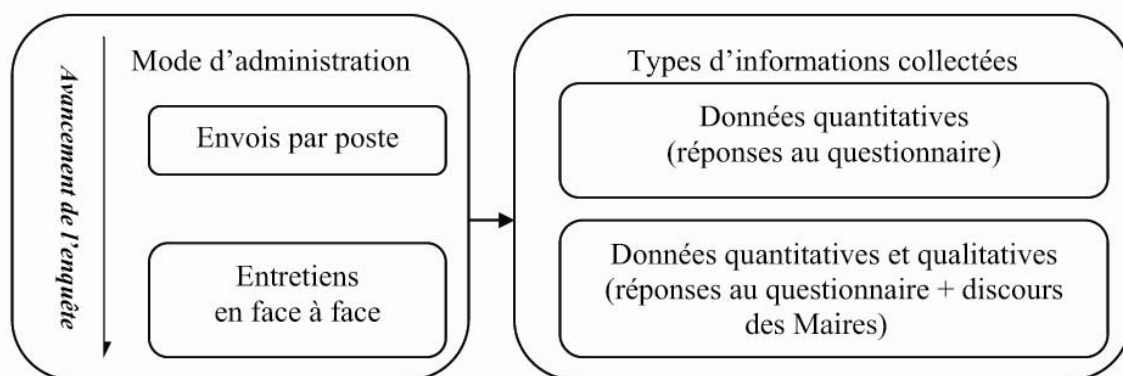 Avancement de l'enquête
Mode d'administration
Envois par poste
Entretiens
en face à face
Types d'informations collectées
Données quantitatives
(réponses au questionnaire)
Données quantitatives et qualitatives
(réponses au questionnaire + discours
des Maires)